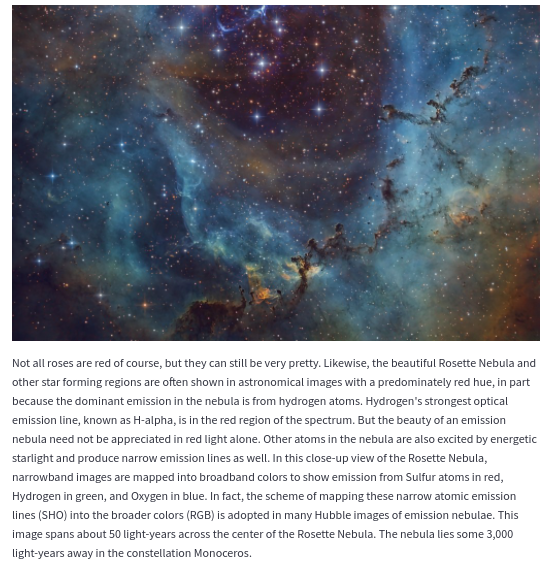 Not all roses are red of course, but they can still be very pretty. Likewise, the beautiful Rosette Nebula and
other star forming regions are often shown in astronomical images with a predominately red hue, in part
because the dominant emission in the nebula is from hydrogen atoms. Hydrogen's strongest optical
emission line, known as H-alpha, is in the red region of the spectrum. But the beauty of an emission
nebula need not be appreciated in red light alone. Other atoms in the nebula are also excited by energetic
starlight and produce narrow emission lines as well. In this close-up view of the Rosette Nebula,
narrowband images are mapped into broadband colors to show emission from Sulfur atoms in red,
Hydrogen in green, and Oxygen in blue. In fact, the scheme of mapping these narrow atomic emission
lines (SHO) into the broader colors (RGB) is adopted in many Hubble images of emission nebulae. This
image spans about 50 light-years across the center of the Rosette Nebula. The nebula lies some 3,000
light-years away in the constellation Monoceros.